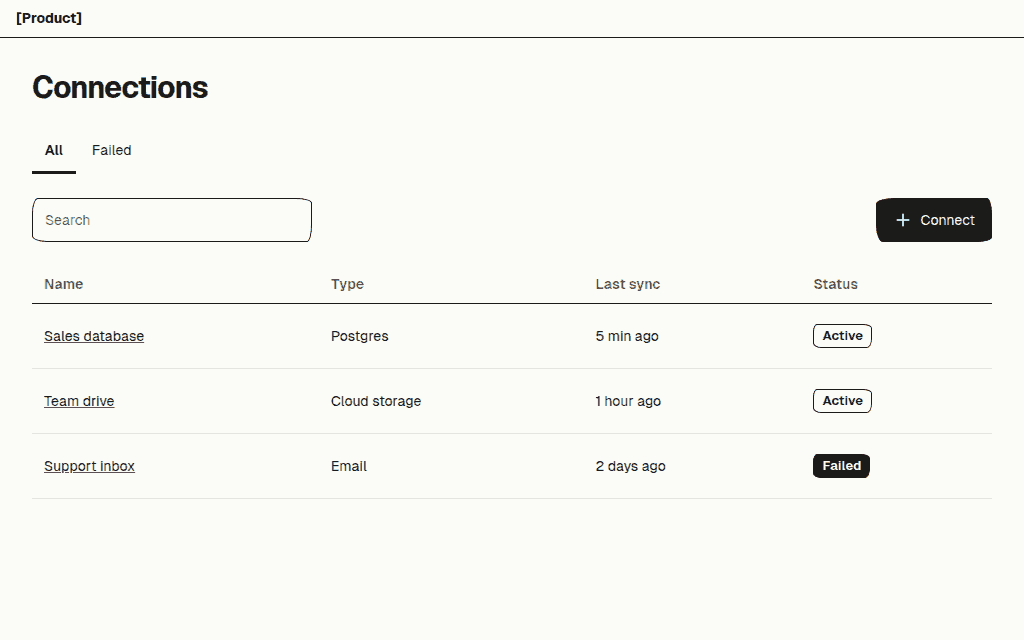 [Product]
Connections
All Failed
Search
Connect
Name Type Last sync Status
Sales database Postgres 5 min ago Active
Team drive Cloud storage 1 hour ago Active
Support inbox Email 2 days ago Failed